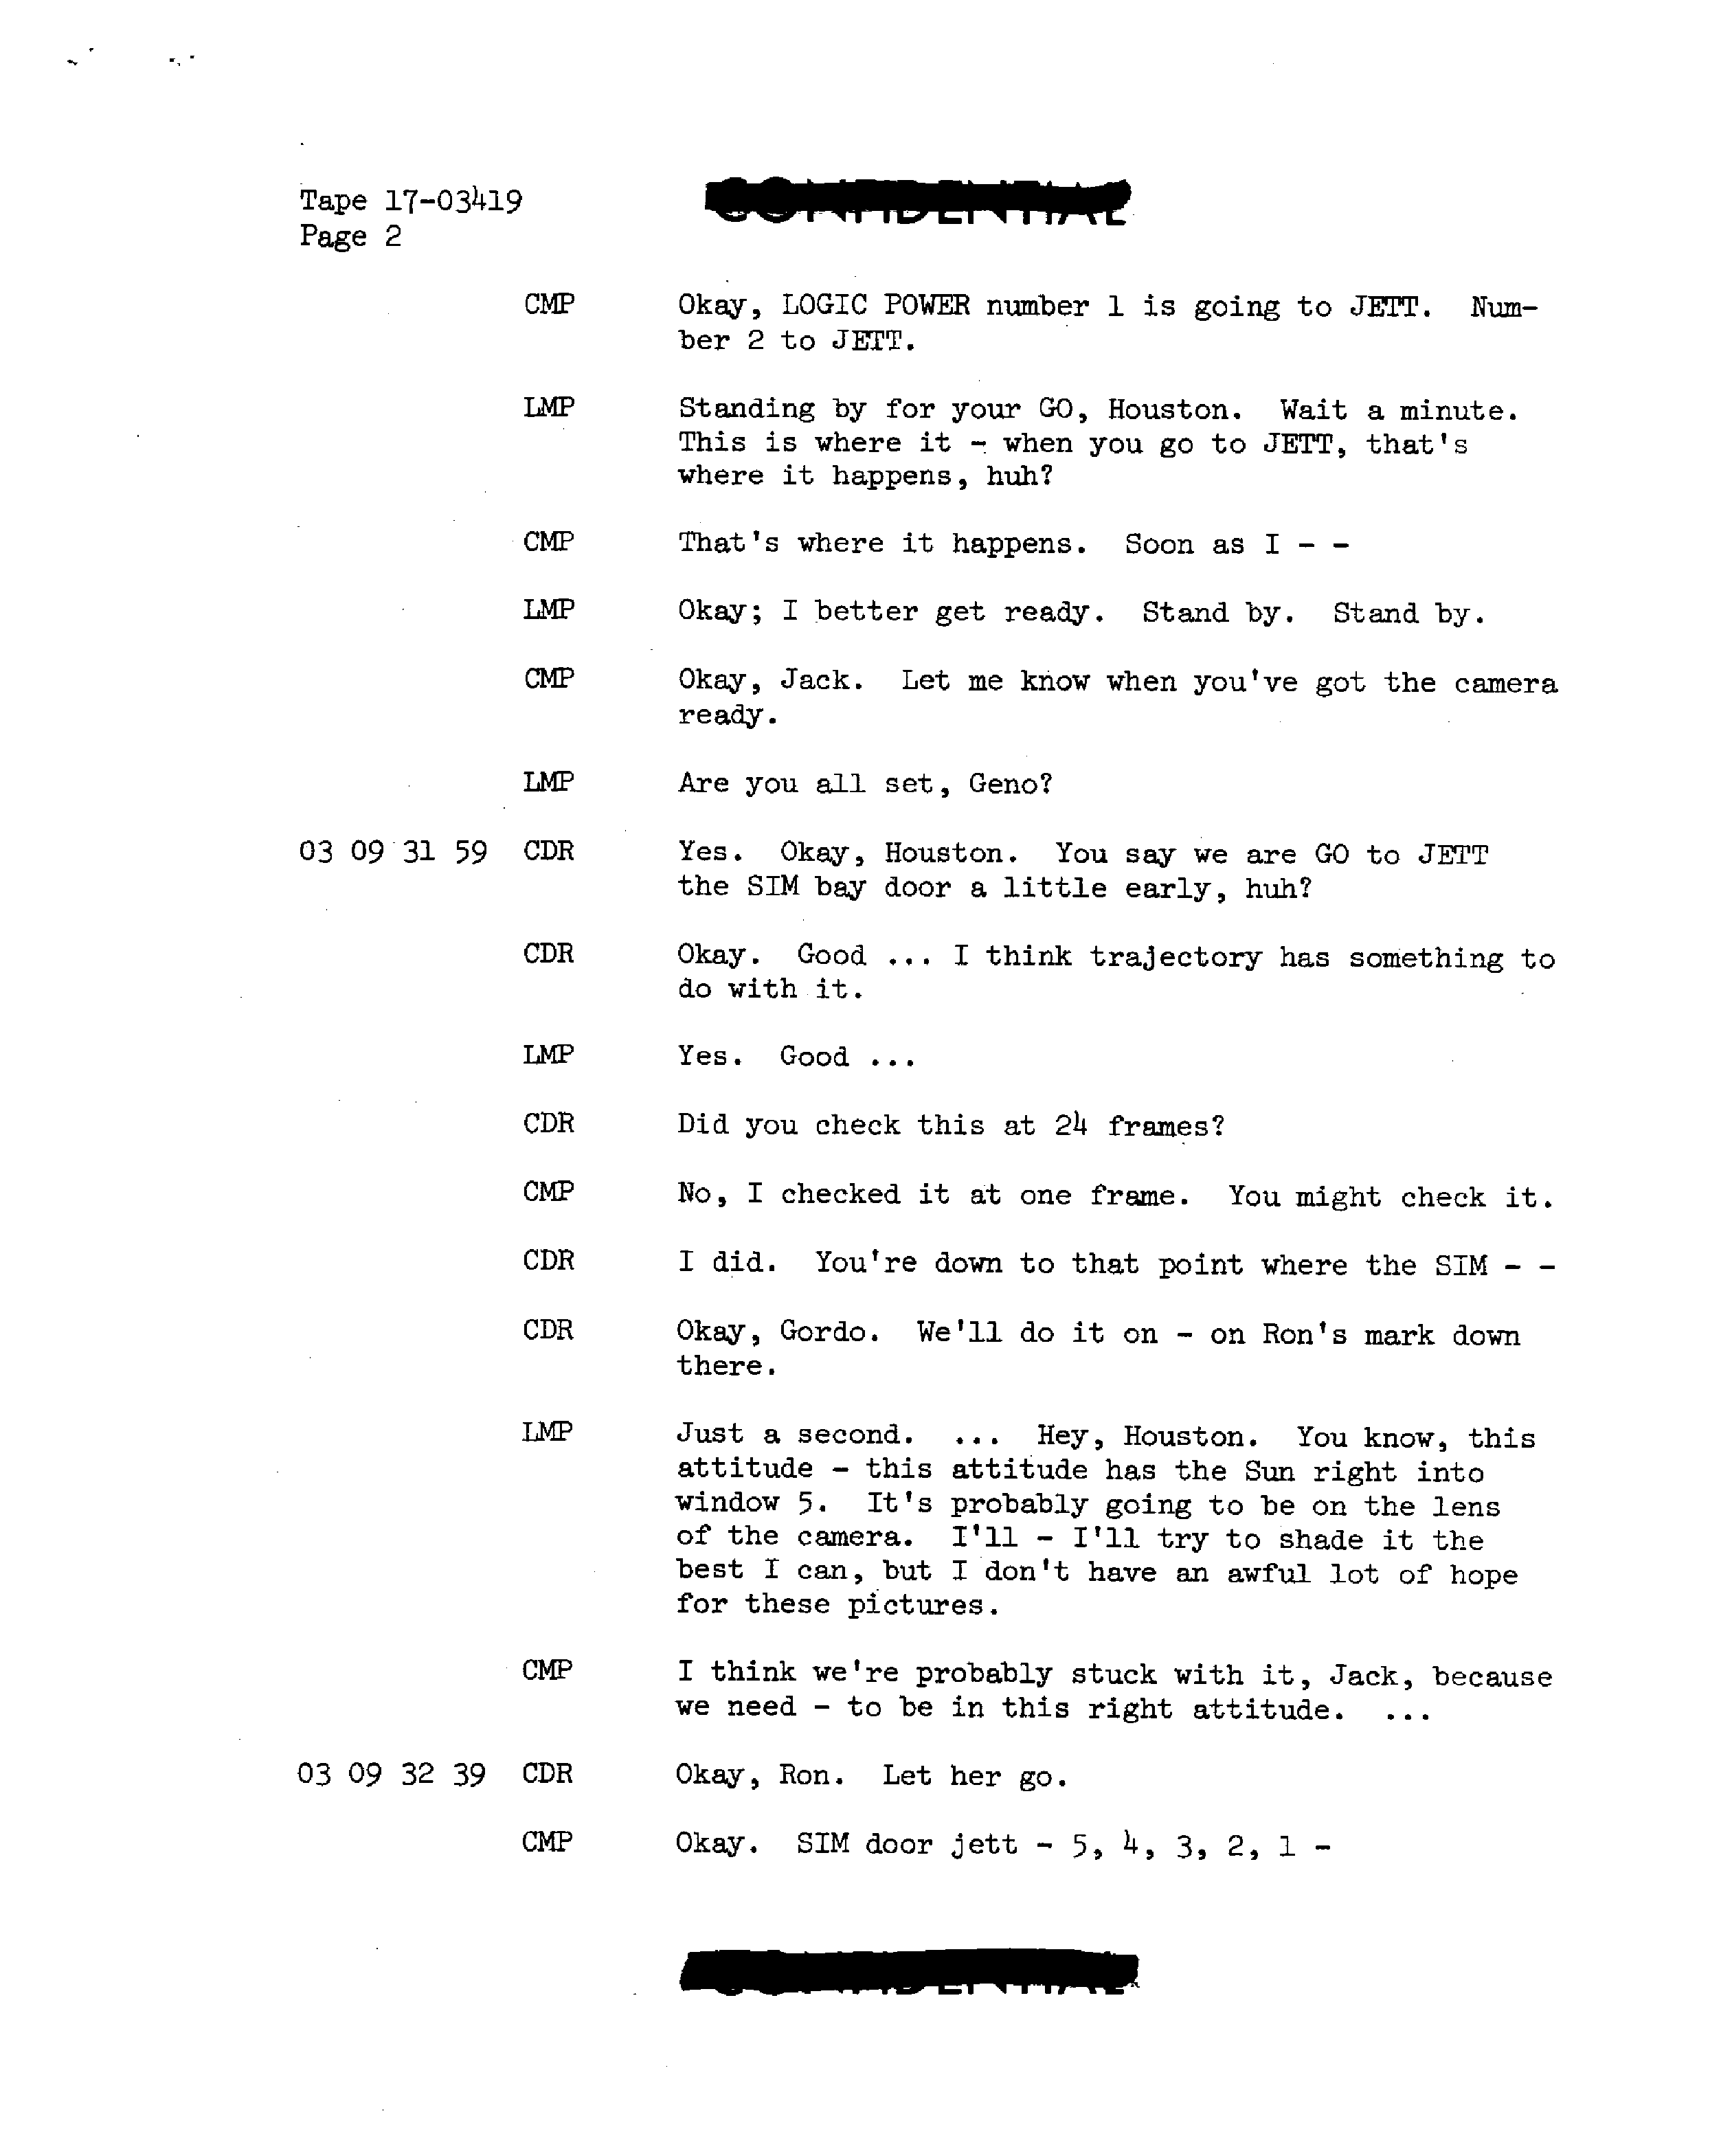 Tape 17-03419
Page 2
CONFIDENTIAL
CMP Okay, LOGIC POWER number 1 is going to JETT. Num-
ber 2 to JETT.
LMP Standing by for your GO, Houston. Wait a minute.
This is where it - when you go to JETT, that's
where it happens, huh?
CMP That's where it happens. Soon as I - -
LMP Okay; I better get ready. Stand by. Stand by.
CMP Okay, Jack. Let me know when you've got the camera
ready.
LMP Are you all set, Geno?
03 09 31 59 CDR Yes. Okay, Houston. You say we are GO to JETT
the SIM bay door a little early, huh?
CDR Okay. Good ... I think trajectory has something to
do with it.
LMP Yes. Good ...
CDR Did you check this at 24 frames?
CMP No, I checked it at one frame. You might check it.
CDR I did. You're down to that point where the SIM - -
CDR Okay, Gordo. We'll do it on - on Ron's mark down
there.
LMP Just a second. ... Hey, Houston. You know, this
attitude - this attitude has the Sun right into
window 5. It's probably going to be on the lens
of the camera. I'll - I'll try to shade it the
best I can, but I don't have an awful lot of hope
for these pictures.
CMP I think we're probably stuck with it, Jack, because
we need - to be in this right attitude. ...
03 09 32 39 CDR Okay, Ron. Let her go.
CMP Okay. SIM door jett - 5, 4, 3, 2, 1 -
CONFIDENTIAL